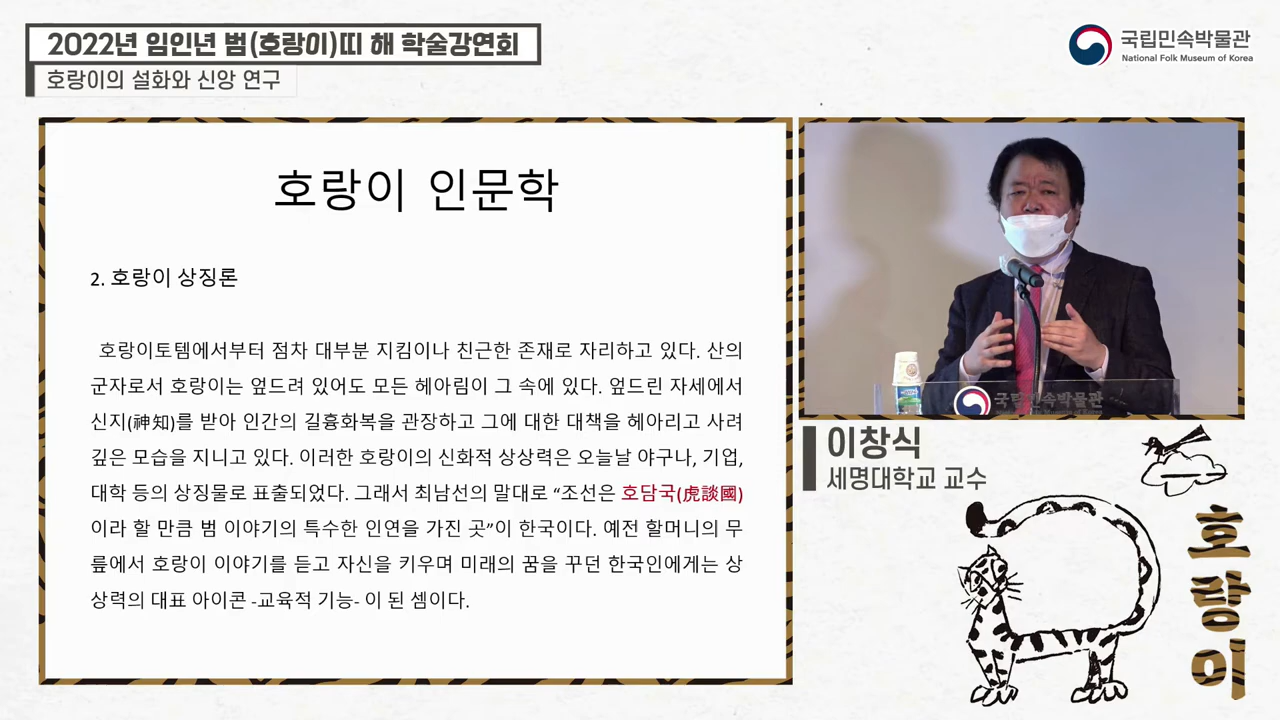 2022년 임인년 범(호랑이)띠 해 학술강연회
호랑이의 설화와 신앙 연구
국립민속박물관
National Folk Museum of Korea
호랑이 인문학
2. 호랑이 상징론
호랑이토템에서부터 점차 대부분 지킴이나 친근한 존재로 자리하고 있다. 산의
군자로서 호랑이는 엎드려 있어도 모든 헤아림이 그 속에 있다. 엎드린 자세에서
신지(神知)를 받아 인간의 길흉화복을 관장하고 그에 대한 대책을 헤아리고 사려
깊은 모습을 지니고 있다. 이러한 호랑이의 신화적 상상력은 오늘날 야구나, 기업,
대학 등의 상징물로 표출되었다. 그래서 최남선의 말대로 “조선은 호담국(虎談國)
이라 할 만큼 범 이야기의 특수한 인연을 가진 곳”이 한국이다. 예전 할머니의 무
릎에서 호랑이 이야기를 듣고 자신을 키우며 미래의 꿈을 꾸던 한국인에게는 상
상력의 대표 아이콘 -교육적 기능- 이 된 셈이다.
국립민속박물관
이창식
세명대학교 교수
호랑이